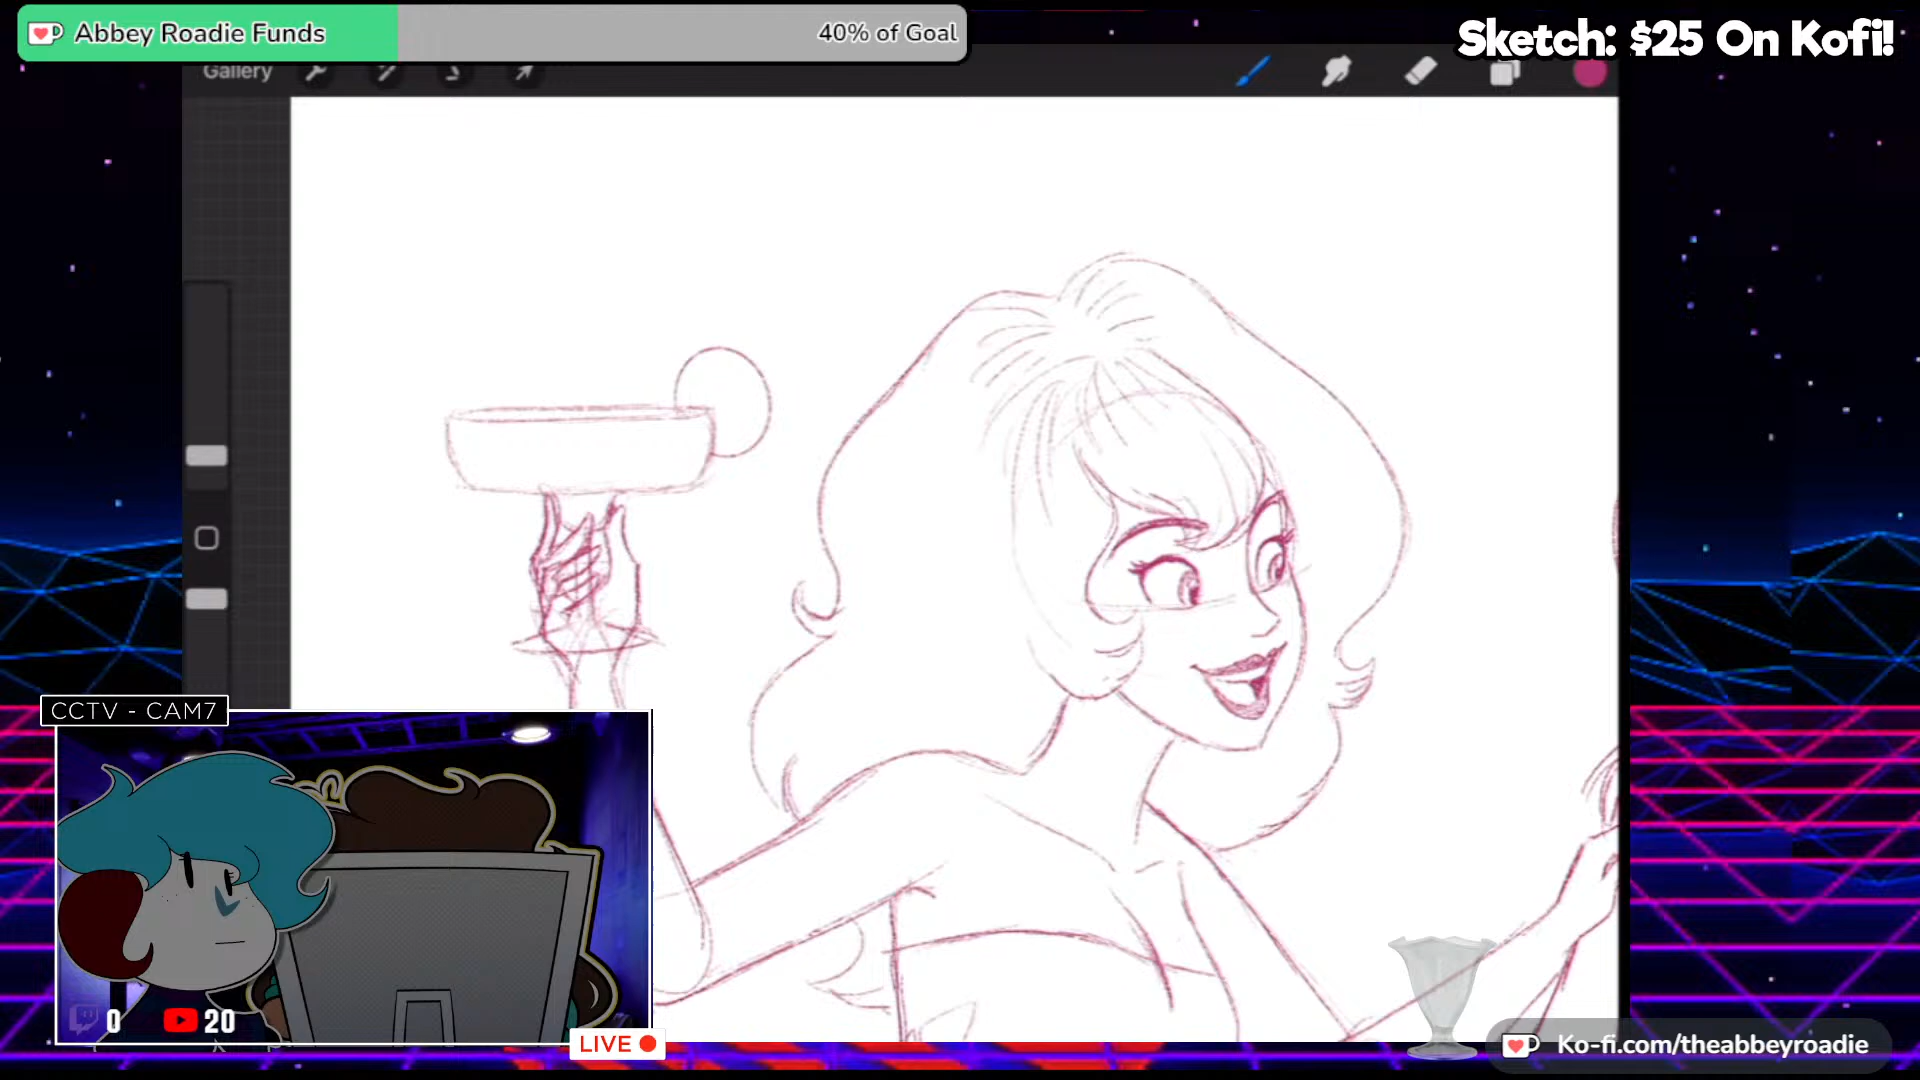 Abbey Roadie Funds
40% of Goal
Sketch: $25 On Kofi!
Gallery
CCTV - CAM7
0
20
LIVE
Ko-fi.com/theabbeyroadie